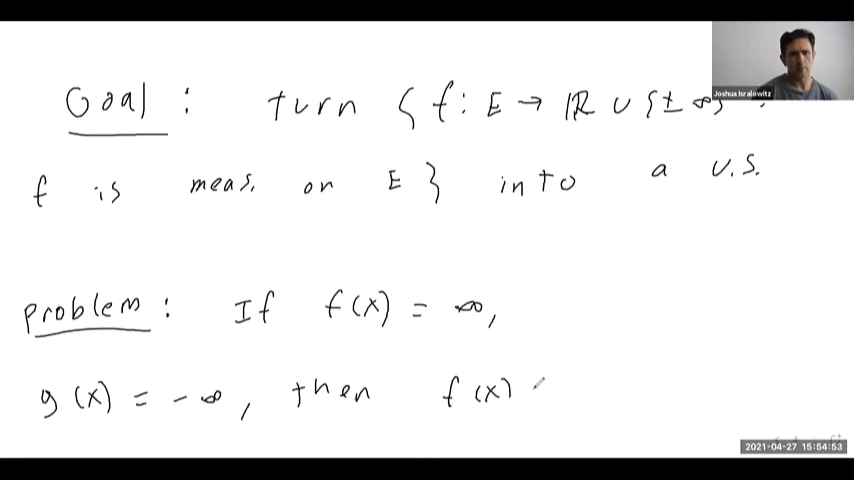 Goal : turn { f : E → ℝ ∪ {± ∞} :
Joshua Isralowitz
f is meas. on E } into a v.s.
problem : If f(x) = ∞,
g(x) = - ∞, then f(x)
2021-04-27 15:54:53